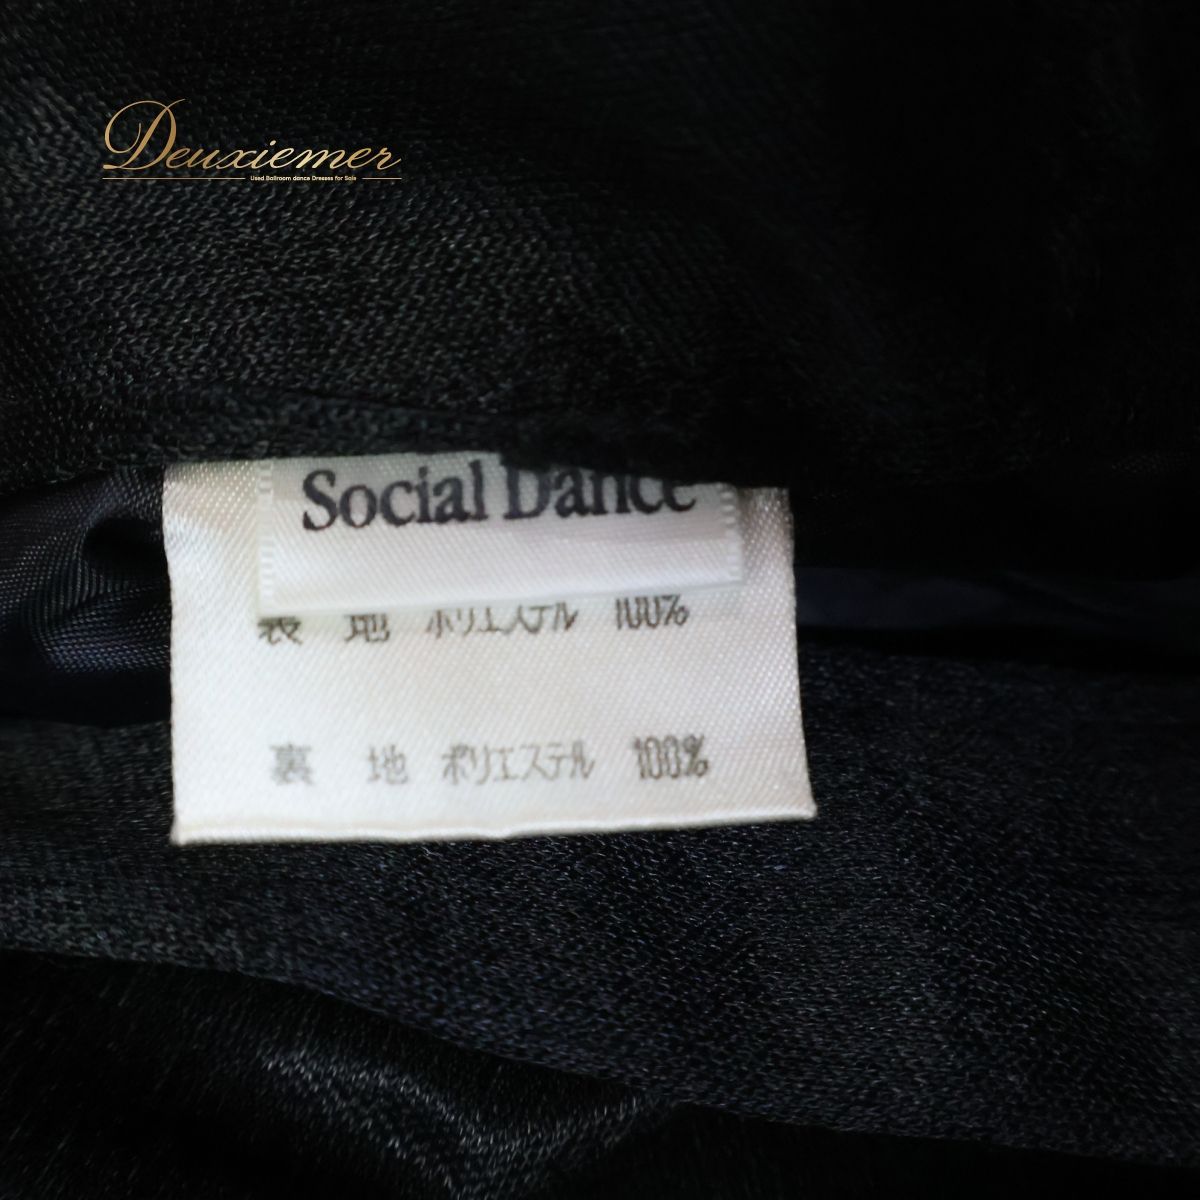 Deuxiemer
Used Ballroom dance Dresses for Sale
Social Dance
表 地 ポリエステル 100%
裏 地 ポリエステル 100%